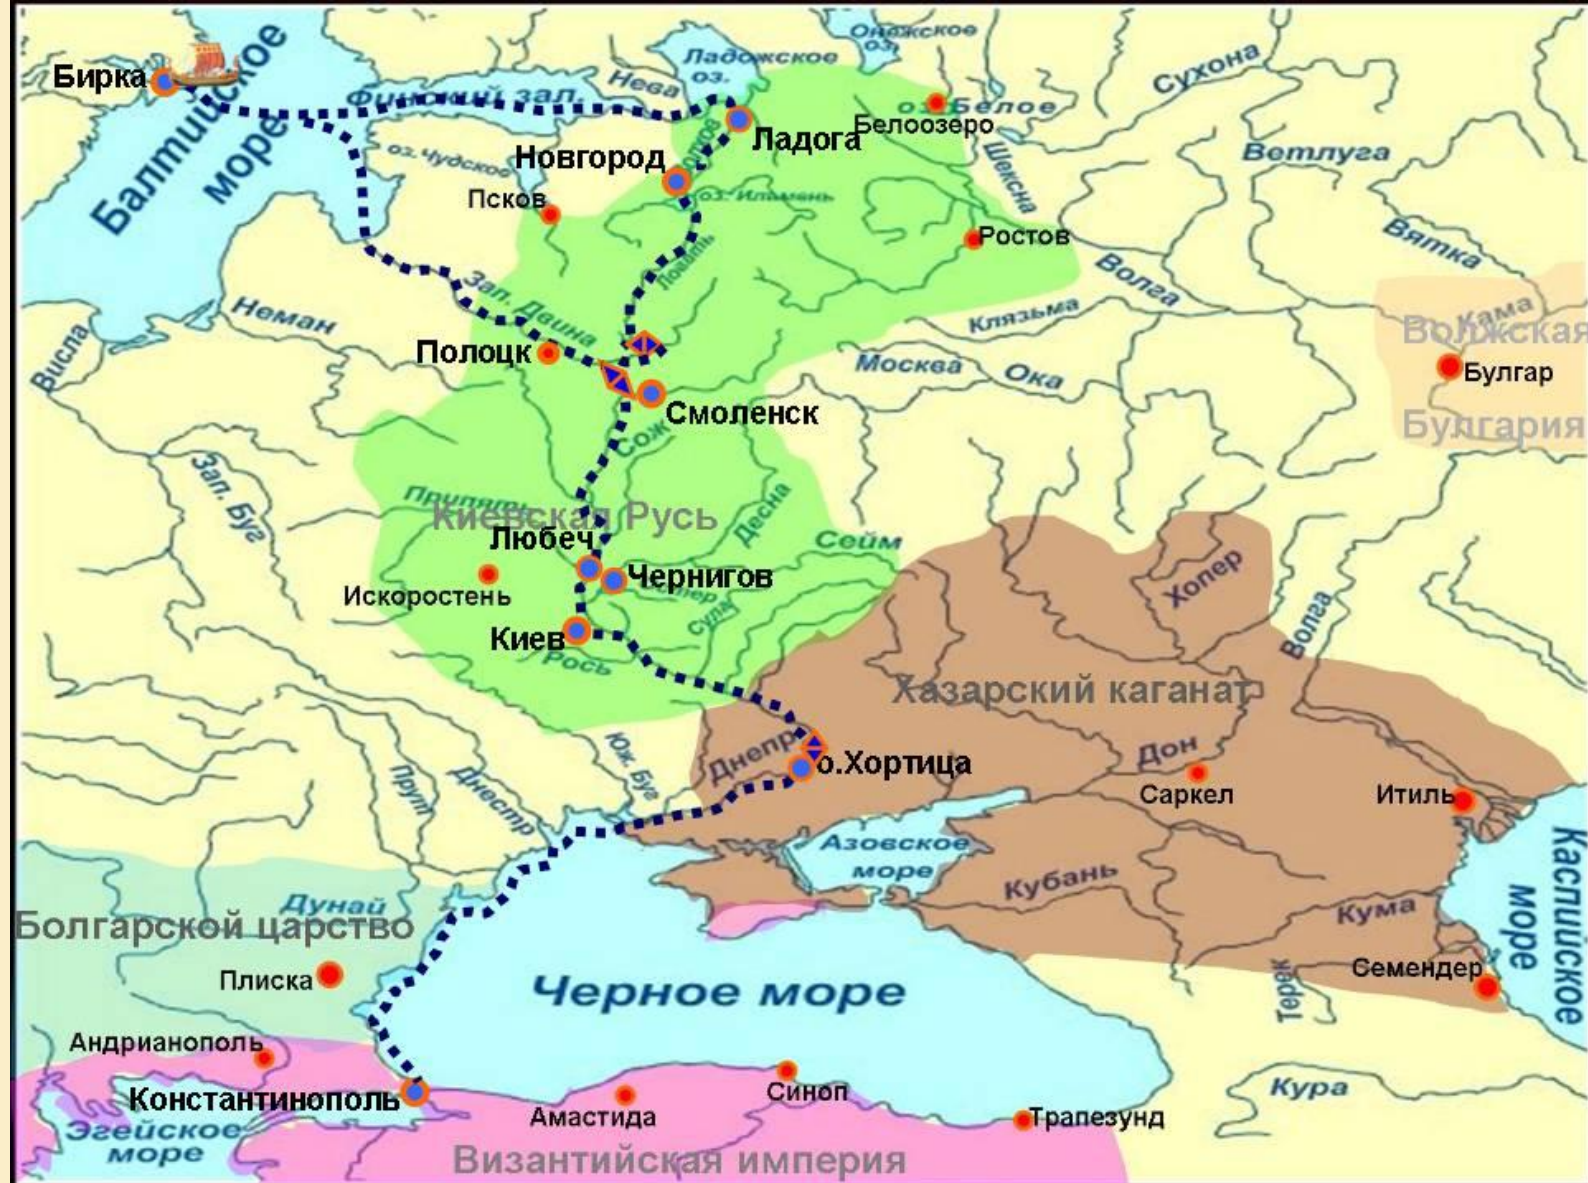 Бирка
Балтийское
море
Финский зал.
Нева
Ладожское
оз.
Онежское
оз.
Сухона
оз. Белое
Белоозеро
Ладога
Новгород
оз. Чудское
Псков
оз. Ильмень
Шексна
Ветлуга
Ростов
Вятка
Ловать
Волга
Зап. Двина
Неман
Висла
Клязьма
Кама
Волжская
Булгар
Булгария
Полоцк
Москва
Ока
Смоленск
Сож
Зап. Буг
Припять
Киевская Русь
Десна
Любеч
Сейм
Чернигов
Искоростень
Остер
Сула
Хопер
Волга
Киев
Рось
Хазарский каганат
Днепр
о.Хортица
Дон
Саркел
Итиль
Юж. Буг
Прут
Днестр
Азовское
море
Кубань
Каспийское
море
Дунай
Болгарской царство
Кума
Плиска
Семендер
Терек
Черное море
Андрианополь
Константинополь
Амастида
Синоп
Трапезунд
Кура
Эгейское
море
Византийская империя